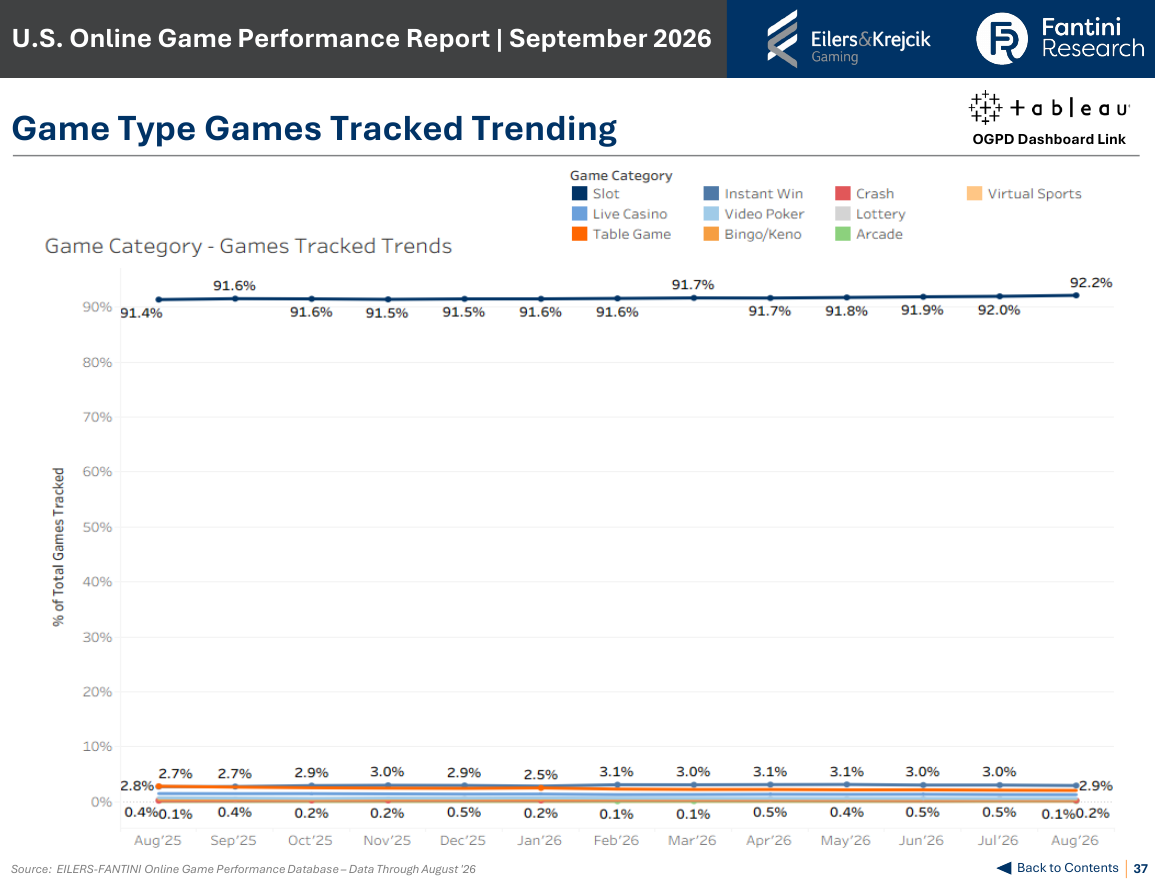 U.S. Online Game Performance Report | September 2026
Eilers&Krejcik
Gaming
Fantini
Research
Game Type Games Tracked Trending
+ableau
OGPD Dashboard Link
Game Category
Slot
Instant Win
Crash
Virtual Sports
Live Casino
Video Poker
Lottery
Table Game
Bingo/Keno
Arcade
Game Category - Games Tracked Trends
% of Total Games Tracked
90%
80%
70%
60%
50%
40%
30%
20%
10%
0%
91.4%
91.6%
91.6%
91.5%
91.5%
91.6%
91.6%
91.7%
91.7%
91.8%
91.9%
92.0%
92.2%
2.8%
2.7%
2.7%
2.9%
3.0%
2.9%
2.5%
3.1%
3.0%
3.1%
3.1%
3.0%
3.0%
2.9%
0.4%
0.1%
0.4%
0.2%
0.2%
0.5%
0.2%
0.1%
0.1%
0.5%
0.4%
0.5%
0.5%
0.1%
0.2%
Aug'25
Sep'25
Oct'25
Nov'25
Dec'25
Jan'26
Feb'26
Mar'26
Apr'26
May'26
Jun'26
Jul'26
Aug'26
Source: EILERS-FANTINI Online Game Performance Database – Data Through August '26
Back to Contents
37